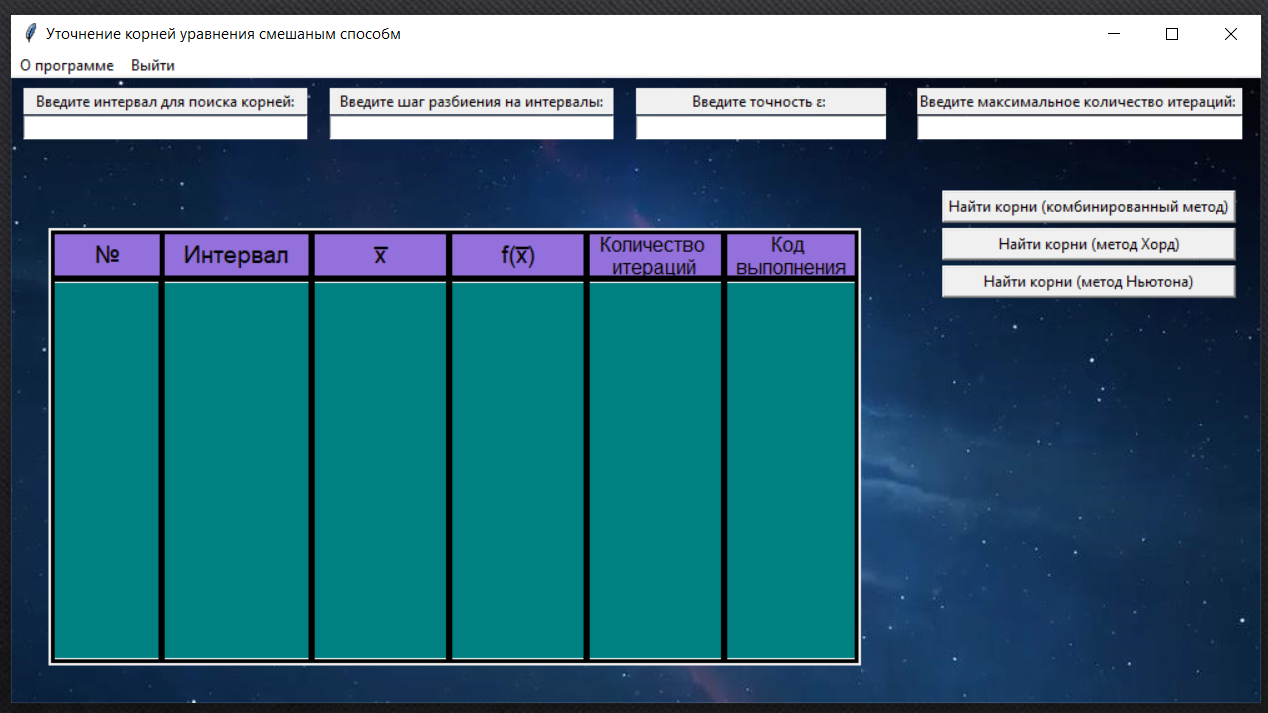 Уточнение корней уравнения смешаным способм
О программе Выйти
Введите интервал для поиска корней: Введите шаг разбиения на интервалы: Введите точность ε: Введите максимальное количество итераций:
Найти корни (комбинированный метод)
Найти корни (метод Хорд)
Найти корни (метод Ньютона)
№ Интервал x̅ f(x̅) Количество итераций Код выполнения